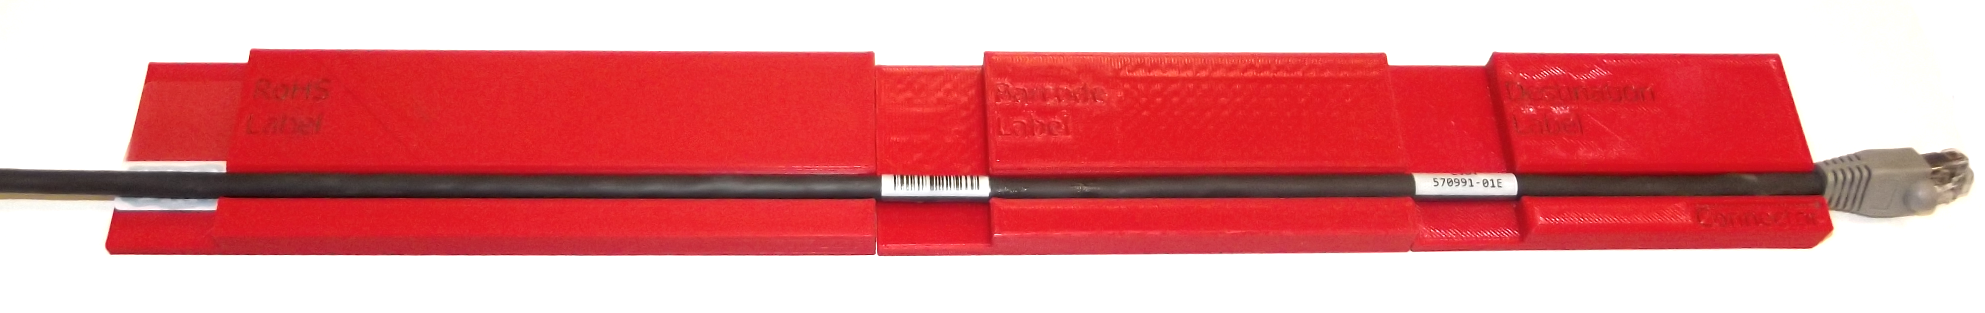 RoHS
Label
Barcode
Label
570991-01E
Destination
Label
Connector